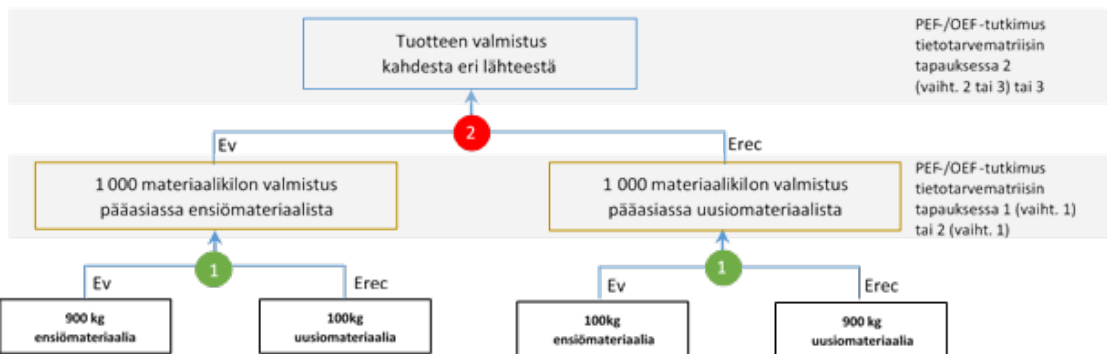 Tuotteen valmistus
kahdesta eri lähteestä
PEF-/OEF-tutkimus
tietotarvematriisin
tapauksessa 2
(vaiht. 2 tai 3) tai 3
2
Ev
Erec
1 000 materiaalikilon valmistus
pääasiassa ensiömateriaalista
1 000 materiaalikilon valmistus
pääasiassa uusiomateriaalista
PEF-/OEF-tutkimus
tietotarvematriisin
tapauksessa 1 (vaiht. 1)
tai 2 (vaiht. 1)
1
1
Ev
Erec
Ev
Erec
900 kg
ensiömateriaalia
100kg
uusiomateriaalia
100kg
ensiömateriaalia
900 kg
uusiomateriaalia